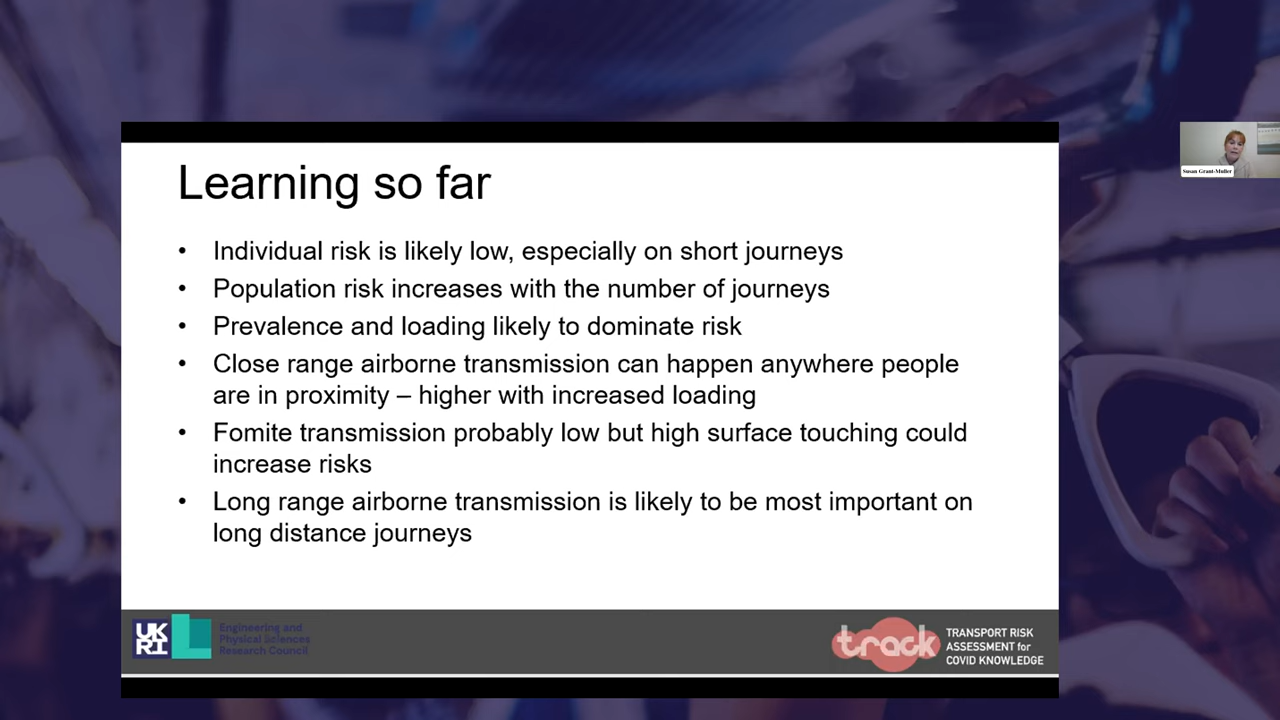 Learning so far
• Individual risk is likely low, especially on short journeys
• Population risk increases with the number of journeys
• Prevalence and loading likely to dominate risk
• Close range airborne transmission can happen anywhere people
are in proximity – higher with increased loading
• Fomite transmission probably low but high surface touching could
increase risks
• Long range airborne transmission is likely to be most important on
long distance journeys
Susan Grant-Muller
UK
RI
Engineering and
Physical Sciences
Research Council
track
TRANSPORT RISK
ASSESSMENT for
COVID KNOWLEDGE